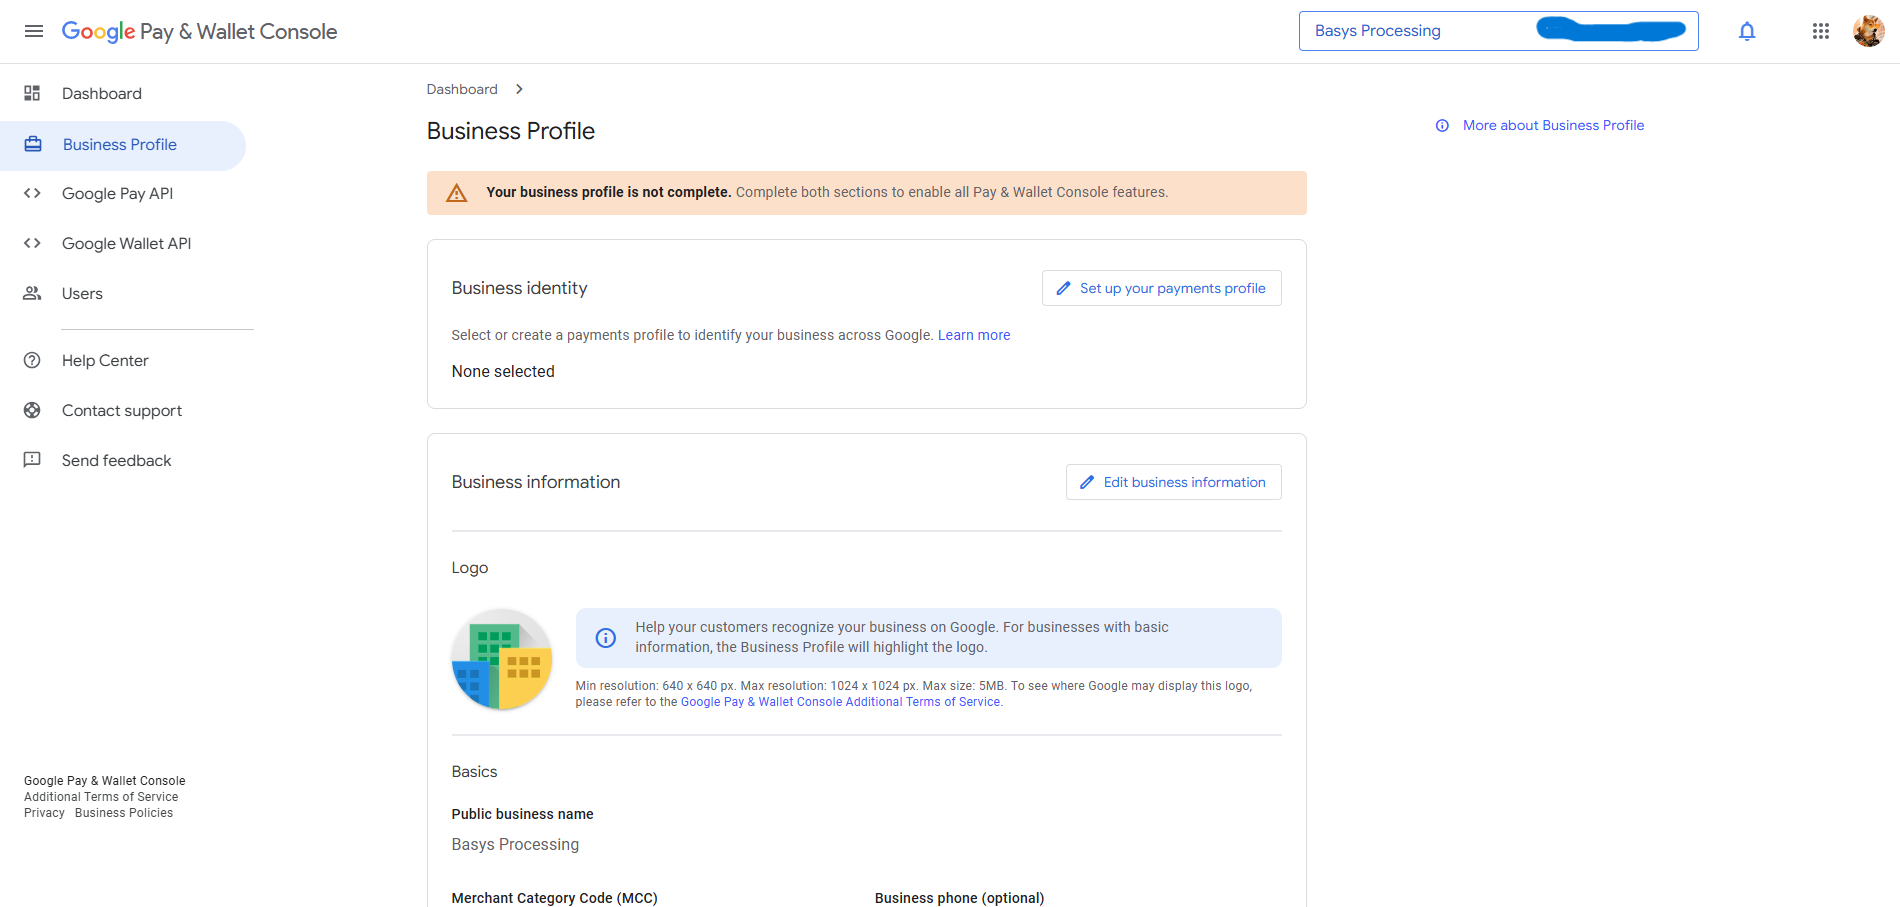 Google Pay & Wallet Console
Basys Processing
Dashboard
Business Profile
Google Pay API
Google Wallet API
Users
Help Center
Contact support
Send feedback
Google Pay & Wallet Console
Additional Terms of Service
Privacy Business Policies
Dashboard
Business Profile
More about Business Profile
Your business profile is not complete. Complete both sections to enable all Pay & Wallet Console features.
Business identity
Set up your payments profile
Select or create a payments profile to identify your business across Google. Learn more
None selected
Business information
Edit business information
Logo
Help your customers recognize your business on Google. For businesses with basic
information, the Business Profile will highlight the logo.
Min resolution: 640 x 640 px. Max resolution: 1024 x 1024 px. Max size: 5MB. To see where Google may display this logo,
please refer to the Google Pay & Wallet Console Additional Terms of Service.
Basics
Public business name
Basys Processing
Merchant Category Code (MCC)
Business phone (optional)